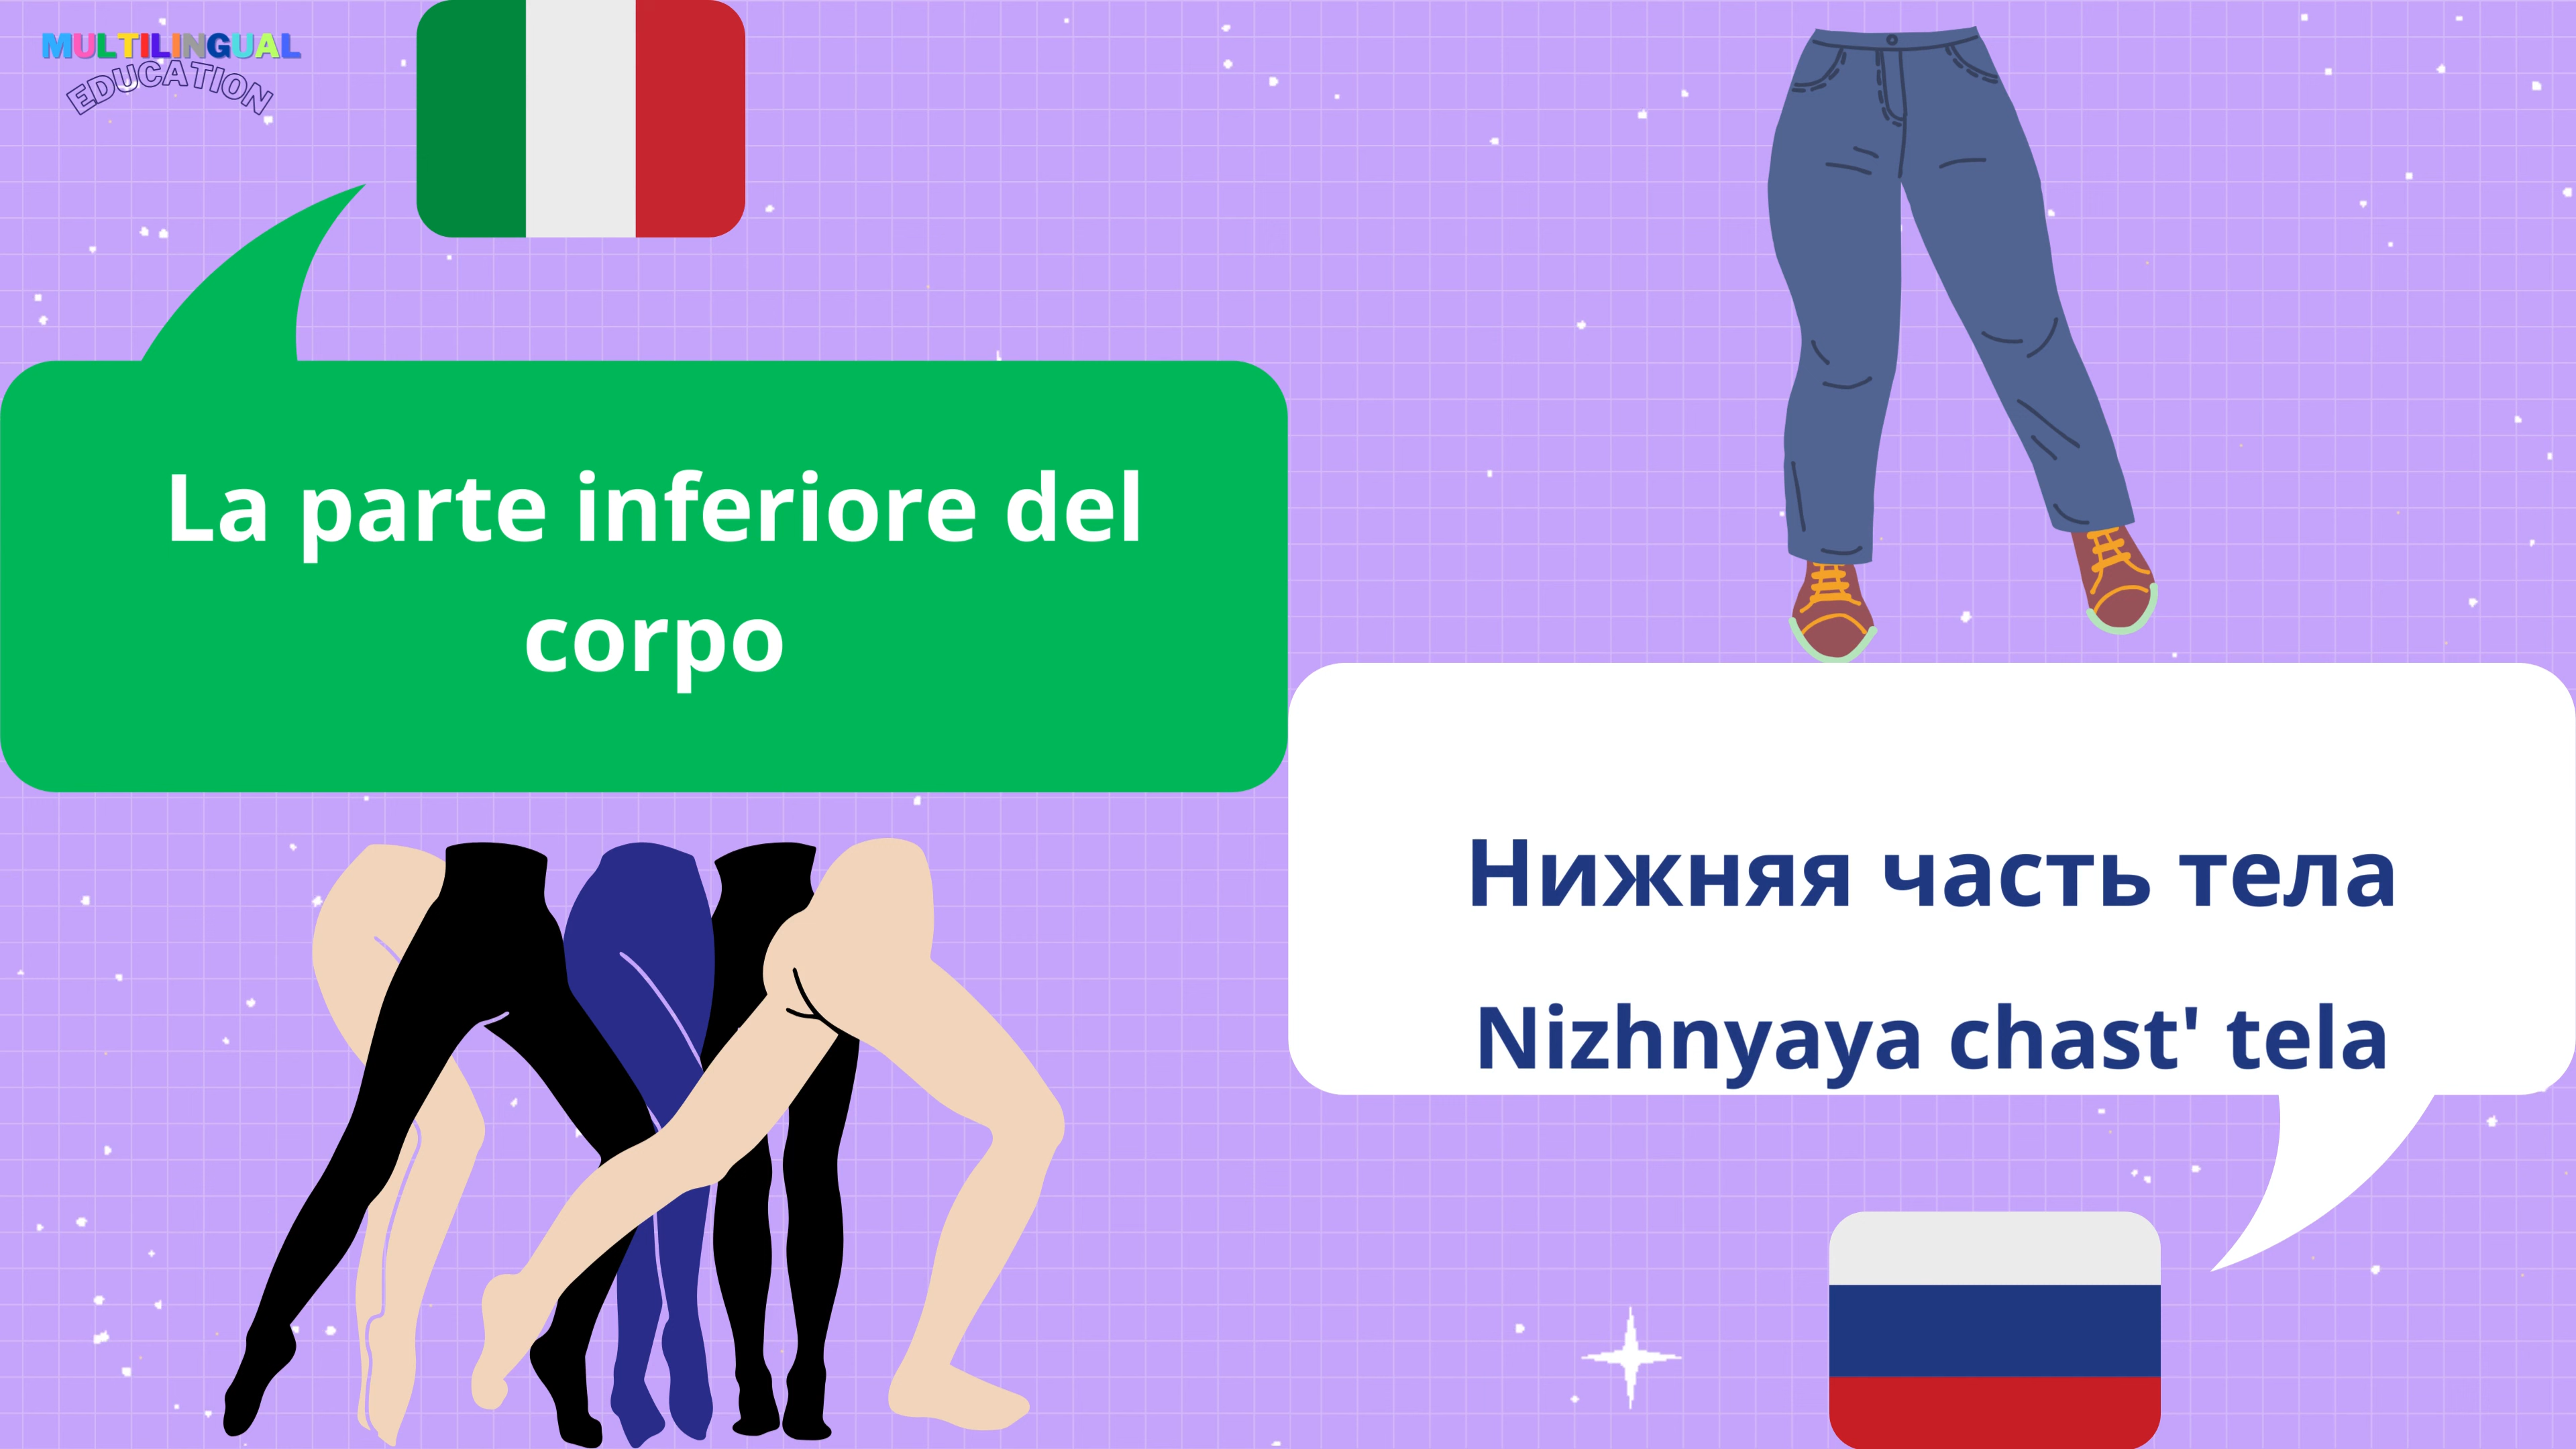 MULTILINGUAL
EDUCATION
La parte inferiore del
corpo
Нижняя часть тела
Nizhnyaya chast' tela